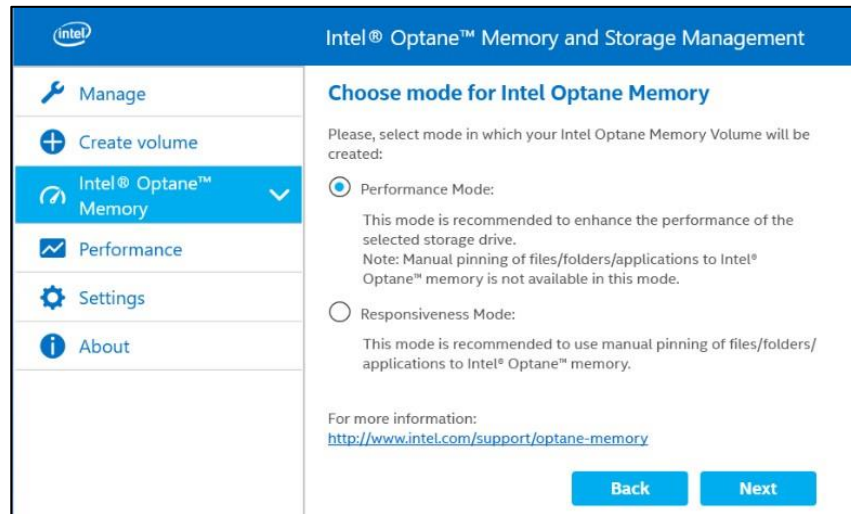 intel
Intel® Optane™ Memory and Storage Management
Manage
Create volume
Intel® Optane™
Memory
Performance
Settings
About
Choose mode for Intel Optane Memory
Please, select mode in which your Intel Optane Memory Volume will be
created:
Performance Mode:
This mode is recommended to enhance the performance of the
selected storage drive.
Note: Manual pinning of files/folders/applications to Intel®
Optane™ memory is not available in this mode.
Responsiveness Mode:
This mode is recommended to use manual pinning of files/folders/
applications to Intel® Optane™ memory.
For more information:
http://www.intel.com/support/optane-memory
Back
Next